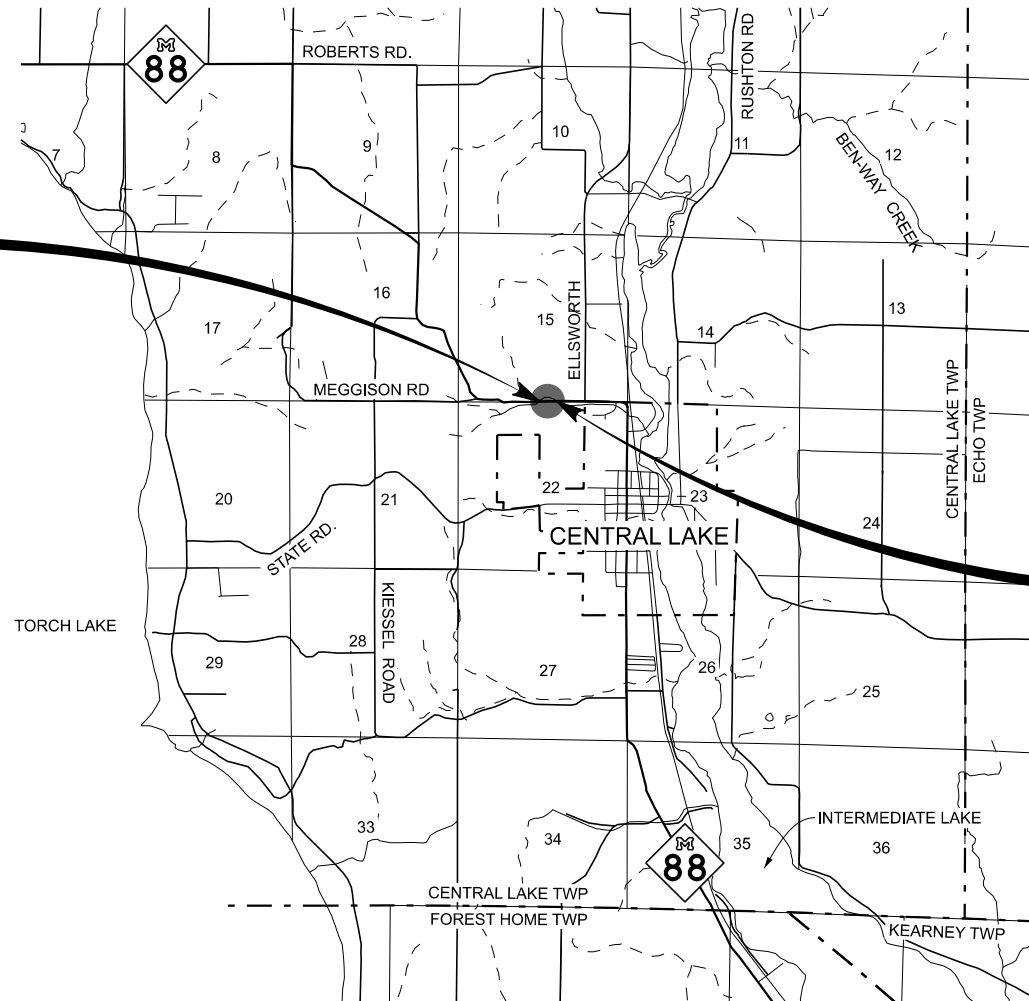 ROBERTS RD.
M
88
RUSHTON RD
7
8
9
10
11
12
BEN-WAY CREEK
ELLSWORTH
17
16
15
14
13
MEGGISON RD
CENTRAL LAKE TWP
ECHO TWP
20
21
22
23
24
STATE RD.
CENTRAL LAKE
KIESSEL ROAD
TORCH LAKE
29
28
27
26
25
33
34
35
36
INTERMEDIATE LAKE
M
88
CENTRAL LAKE TWP
FOREST HOME TWP
KEARNEY TWP